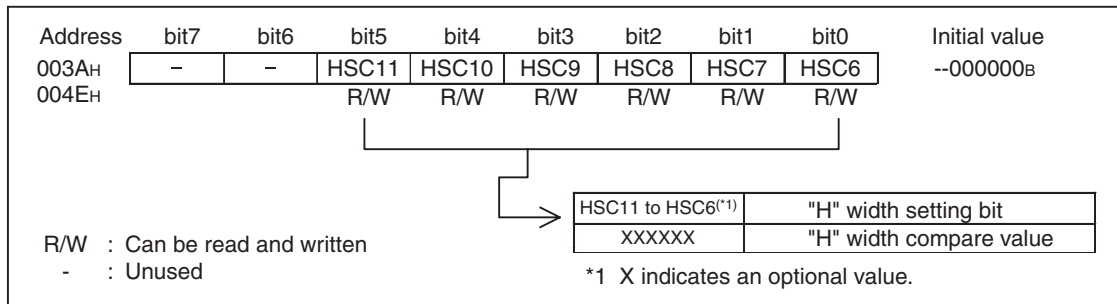 Address bit7 bit6 bit5 bit4 bit3 bit2 bit1 bit0 Initial value
003AH – – HSC11 HSC10 HSC9 HSC8 HSC7 HSC6 --000000B
004EH R/W R/W R/W R/W R/W R/W
HSC11 to HSC6(*1) "H" width setting bit
XXXXXX "H" width compare value
R/W : Can be read and written
- : Unused
*1 X indicates an optional value.